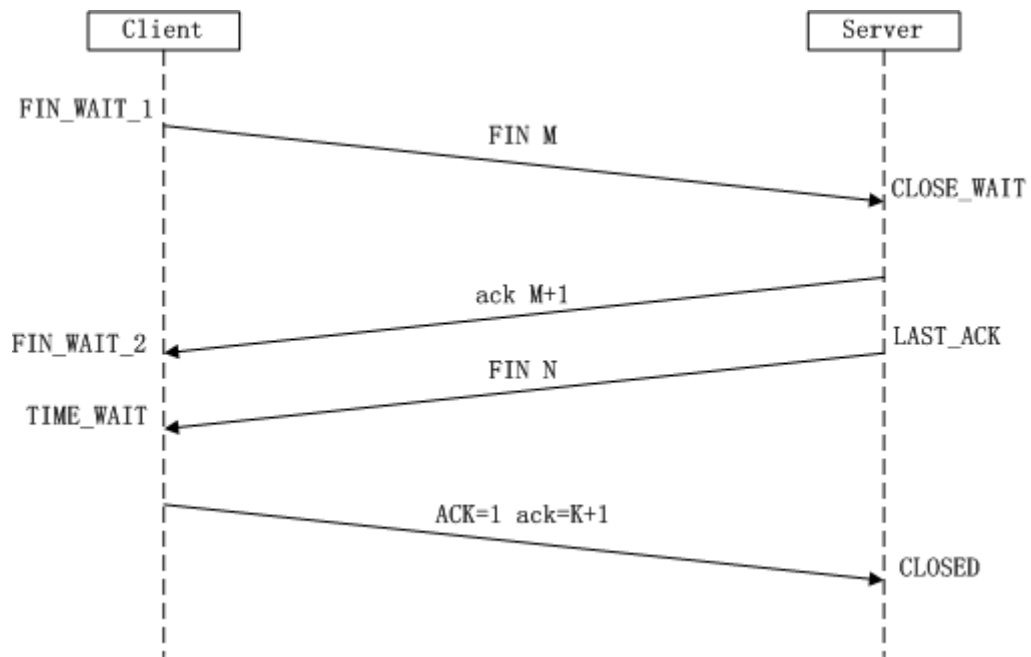 Client
Server
FIN_WAIT_1
FIN M
CLOSE_WAIT
ack M+1
FIN_WAIT_2
LAST_ACK
FIN N
TIME_WAIT
ACK=1 ack=K+1
CLOSED